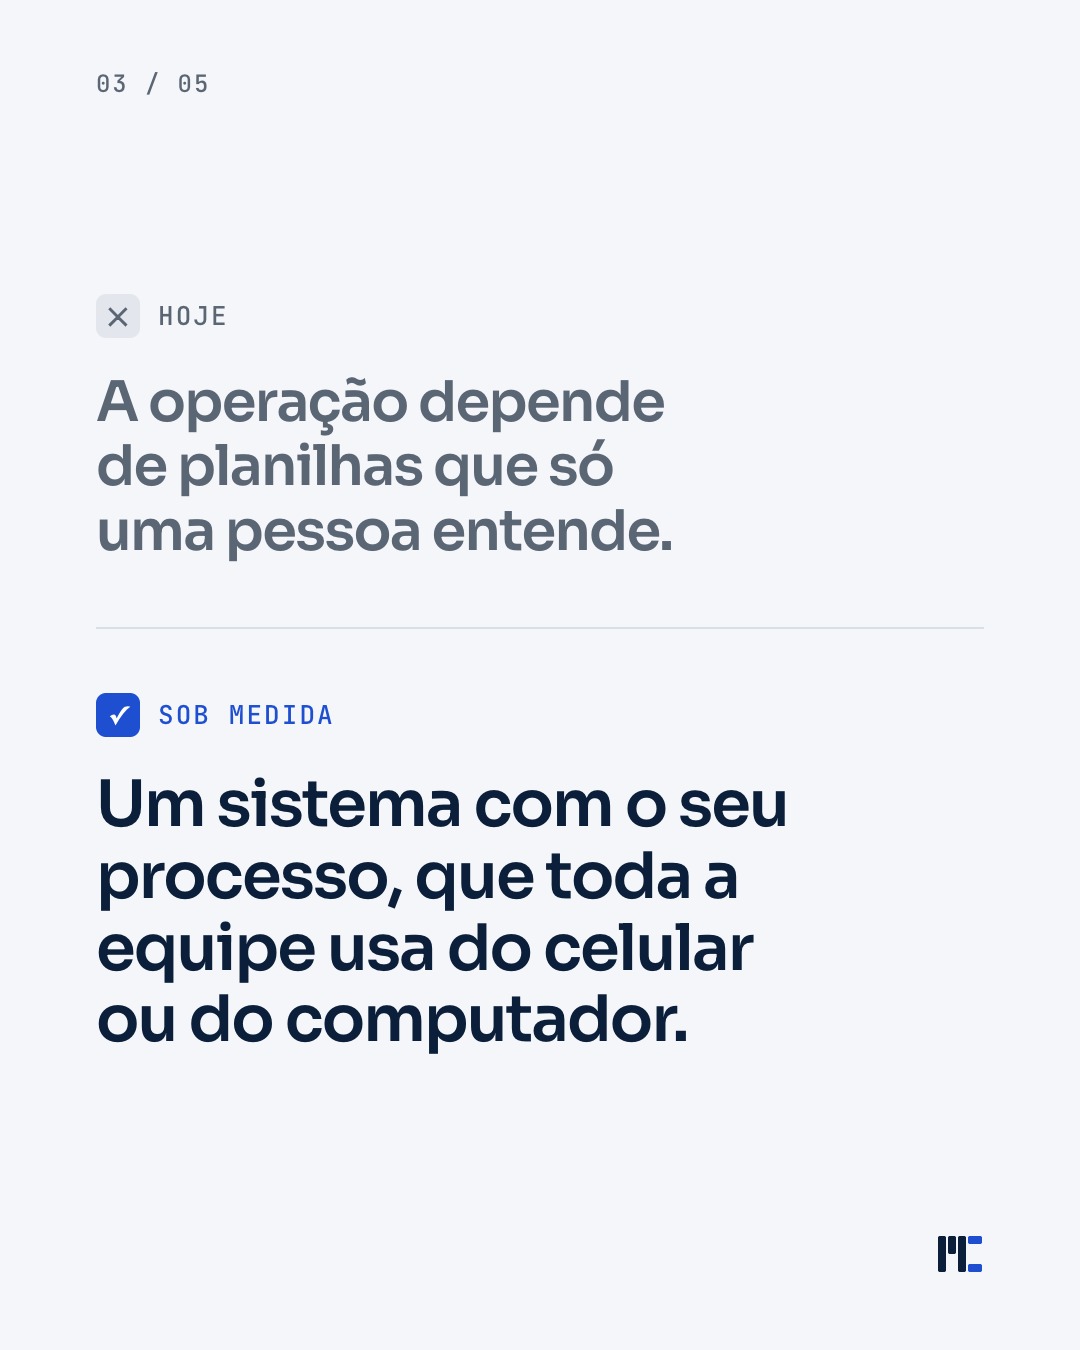 03 / 05
HOJE
A operação depende
de planilhas que só
uma pessoa entende.
SOB MEDIDA
Um sistema com o seu
processo, que toda a
equipe usa do celular
ou do computador.
MC